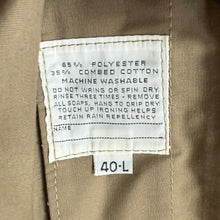 65% POLYESTER
35% COMBED COTTON
MACHINE WASHABLE
DO NOT WRING OR SPIN DRY
RINSE THREE TIMES - REMOVE
ALL SOAPS, HANG TO DRIP DRY
TOUCH UP IRONING HELPS
RETAIN RAIN REPELLENCY
NAME
40-L